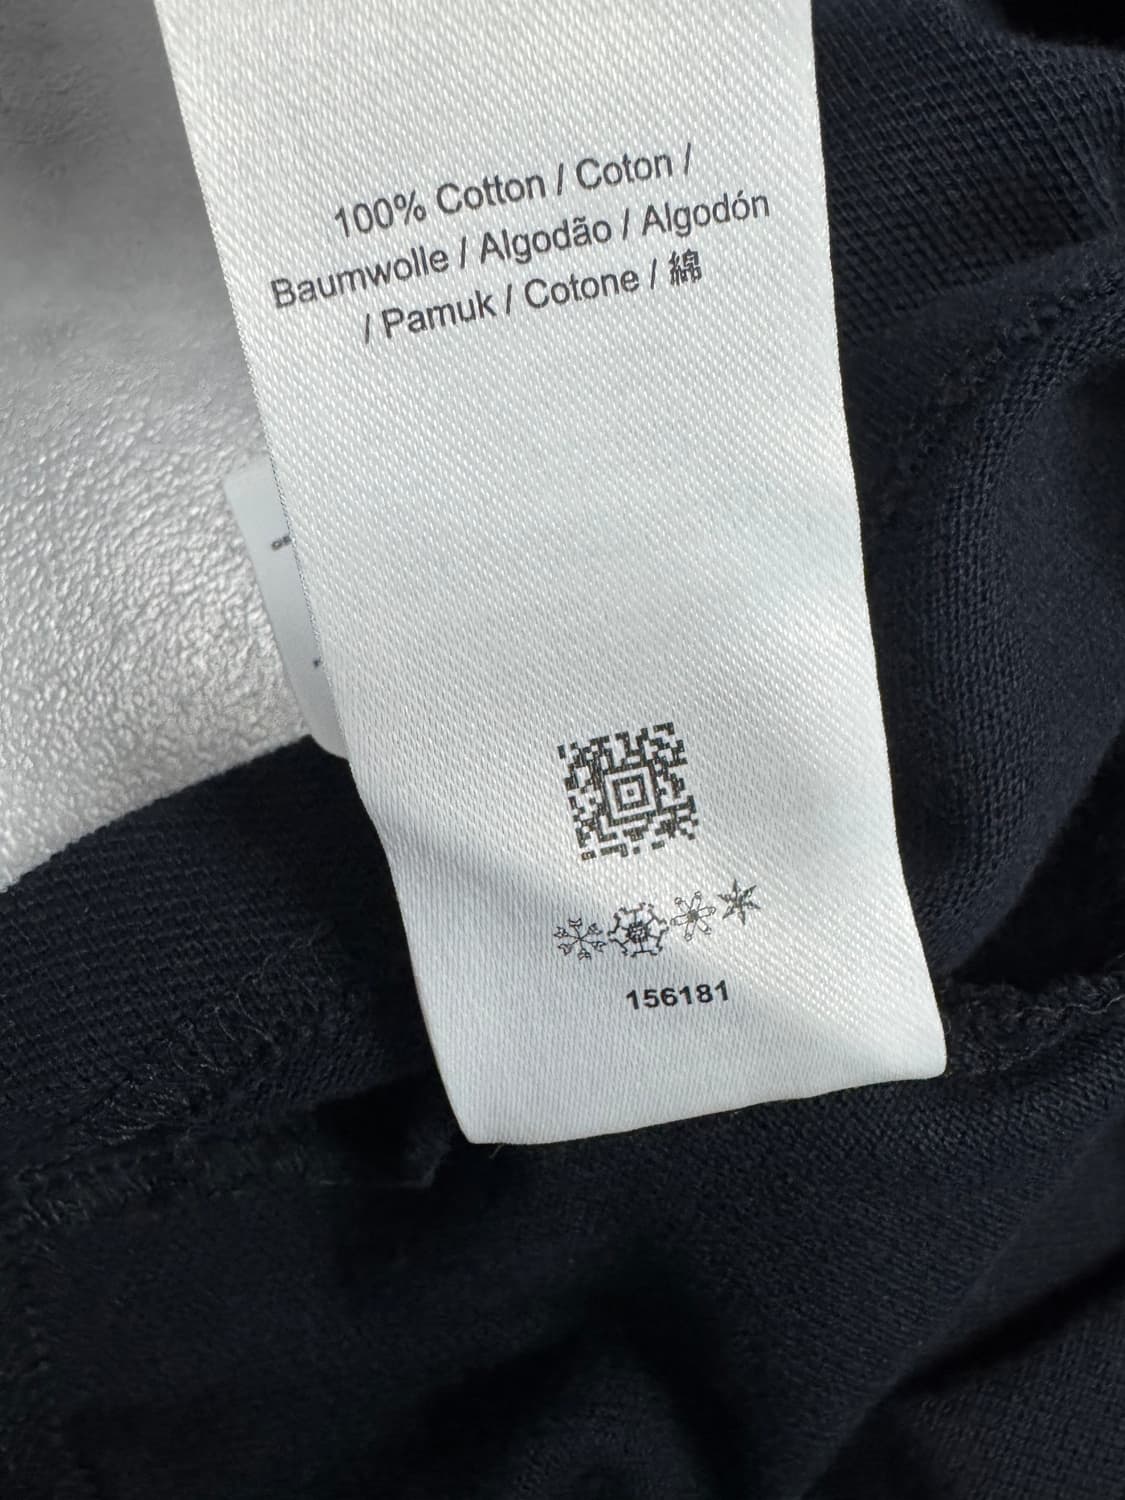 100% Cotton / Coton /
Baumwolle / Algodão / Algodón
/ Pamuk / Cotone / 綿
156181